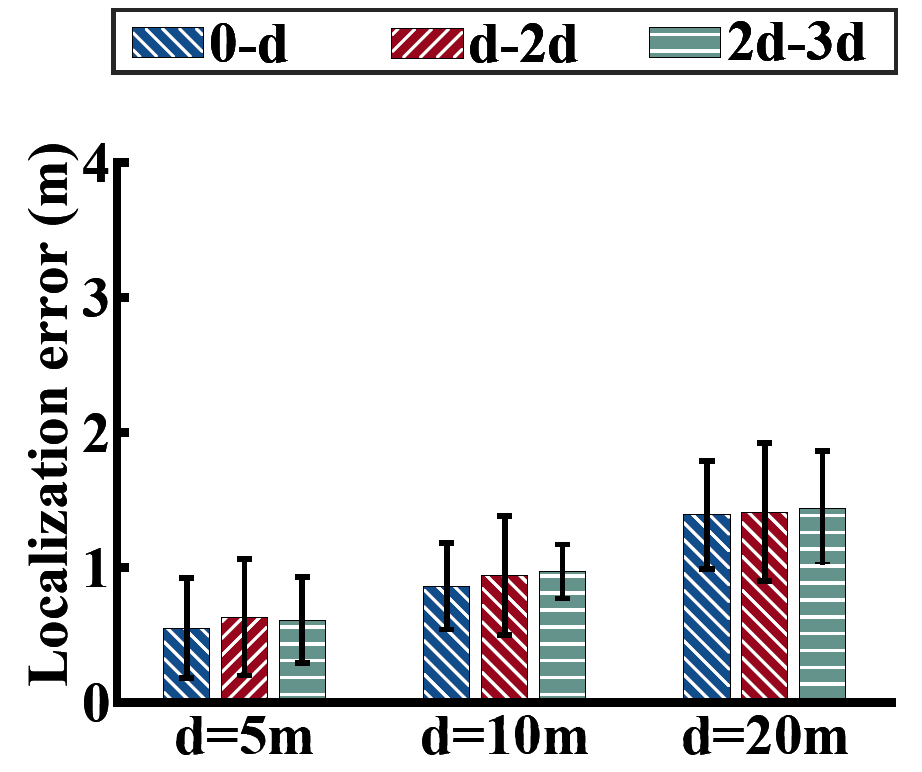 0-d d-2d 2d-3d
Localization error (m)
4
3
2
1
0
d=5m d=10m d=20m